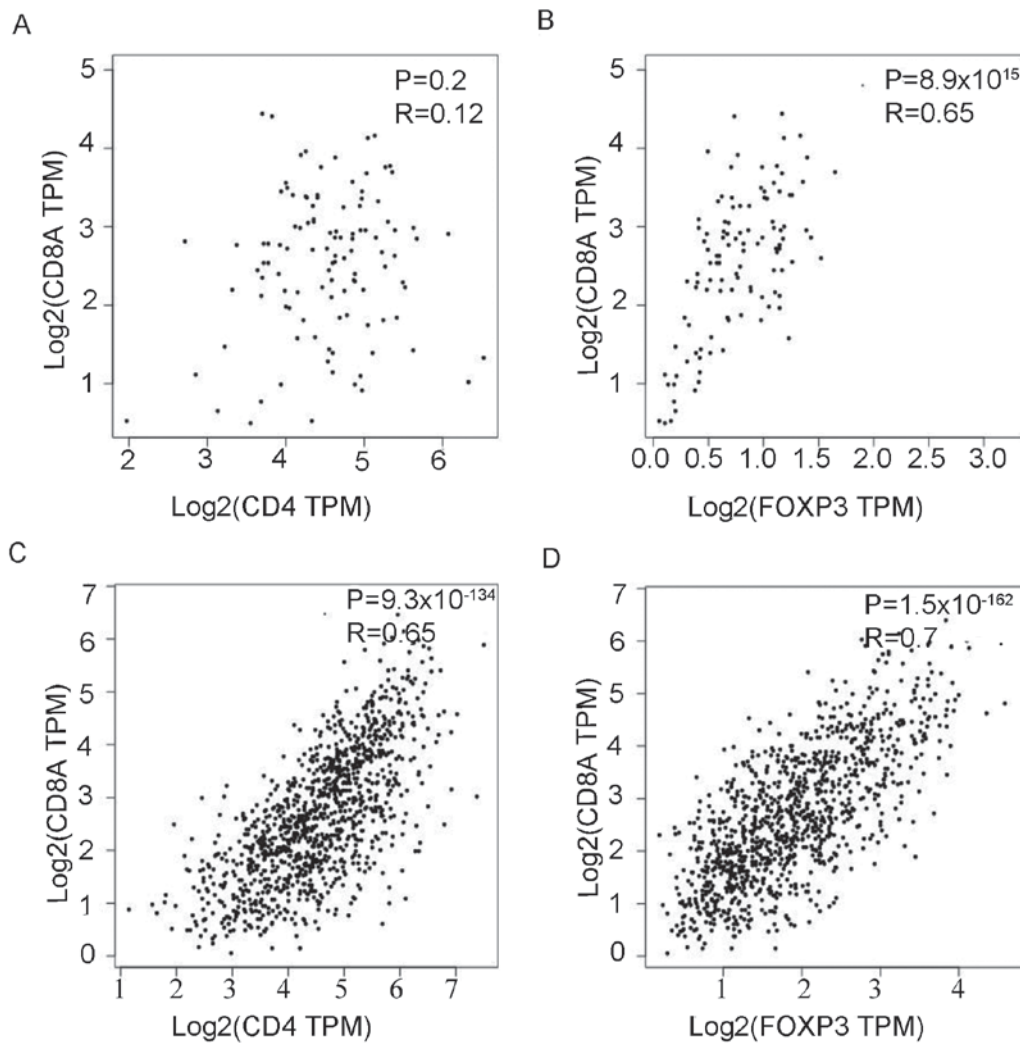 A
P=0.2
R=0.12
5
4
3
2
1
Log2(CD8A TPM)
2 3 4 5 6
Log2(CD4 TPM)
B
P=8.9x10¹⁵
R=0.65
5
4
3
2
1
Log2(CD8A TPM)
0.0 0.5 1.0 1.5 2.0 2.5 3.0
Log2(FOXP3 TPM)
C
P=9.3x10⁻¹³⁴
R=0.65
7
6
5
4
3
2
1
0
Log2(CD8A TPM)
1 2 3 4 5 6 7
Log2(CD4 TPM)
D
P=1.5x10⁻¹⁶²
R=0.7
7
6
5
4
3
2
1
0
Log2(CD8A TPM)
1 2 3 4
Log2(FOXP3 TPM)